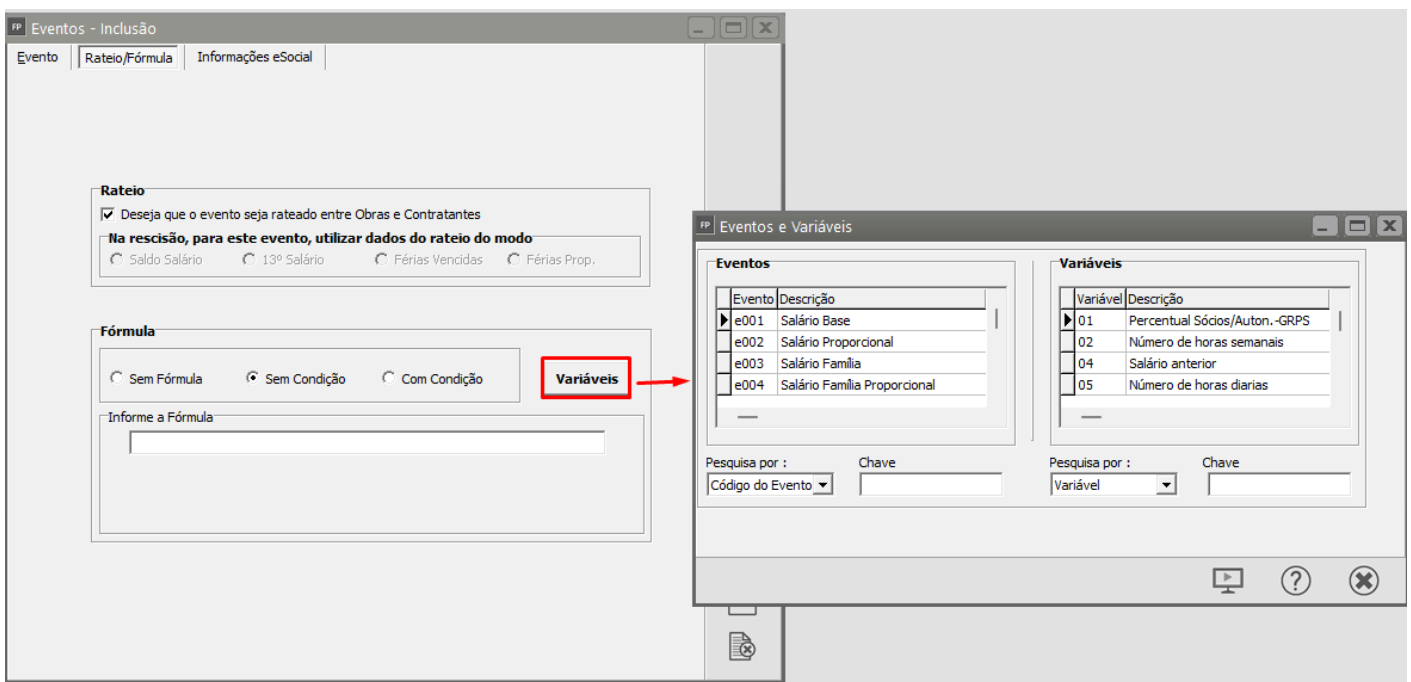 FP Eventos - Inclusão
Evento Rateio/Fórmula Informações eSocial
Rateio
Deseja que o evento seja rateado entre Obras e Contratantes
Na rescisão, para este evento, utilizar dados do rateio do modo
Saldo Salário 13º Salário Férias Vencidas Férias Prop.
Fórmula
Sem Fórmula Sem Condição Com Condição Variáveis
Informe a Fórmula
FP Eventos e Variáveis
Eventos
Evento Descrição
e001 Salário Base
e002 Salário Proporcional
e003 Salário Família
e004 Salário Família Proporcional
Pesquisa por : Chave
Código do Evento
Variáveis
Variável Descrição
01 Percentual Sócios/Auton.-GRPS
02 Número de horas semanais
04 Salário anterior
05 Número de horas diarias
Pesquisa por : Chave
Variável
?